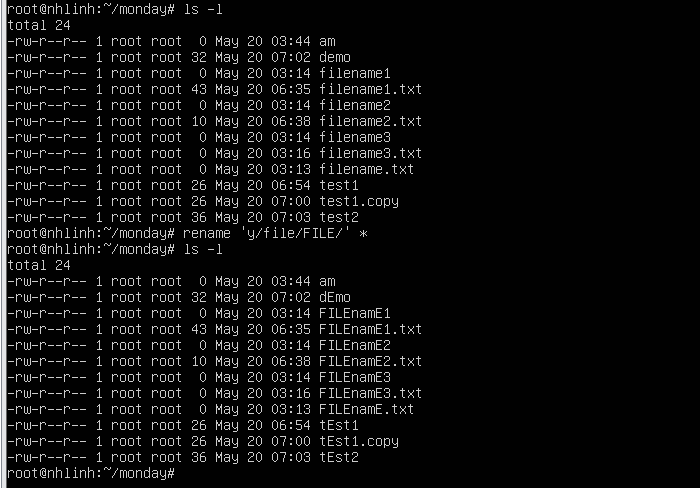 root@nhlinh:~/monday# ls -l
total 24
-rw-r--r-- 1 root root  0 May 20 03:44 am
-rw-r--r-- 1 root root 32 May 20 07:02 demo
-rw-r--r-- 1 root root  0 May 20 03:14 filename1
-rw-r--r-- 1 root root 43 May 20 06:35 filename1.txt
-rw-r--r-- 1 root root  0 May 20 03:14 filename2
-rw-r--r-- 1 root root 10 May 20 06:38 filename2.txt
-rw-r--r-- 1 root root  0 May 20 03:14 filename3
-rw-r--r-- 1 root root  0 May 20 03:16 filename3.txt
-rw-r--r-- 1 root root  0 May 20 03:13 filename.txt
-rw-r--r-- 1 root root 26 May 20 06:54 test1
-rw-r--r-- 1 root root 26 May 20 07:00 test1.copy
-rw-r--r-- 1 root root 36 May 20 07:03 test2
root@nhlinh:~/monday# rename 'y/file/FILE/' *
root@nhlinh:~/monday# ls -l
total 24
-rw-r--r-- 1 root root  0 May 20 03:44 am
-rw-r--r-- 1 root root 32 May 20 07:02 dEmo
-rw-r--r-- 1 root root  0 May 20 03:14 FILEnamE1
-rw-r--r-- 1 root root 43 May 20 06:35 FILEnamE1.txt
-rw-r--r-- 1 root root  0 May 20 03:14 FILEnamE2
-rw-r--r-- 1 root root 10 May 20 06:38 FILEnamE2.txt
-rw-r--r-- 1 root root  0 May 20 03:14 FILEnamE3
-rw-r--r-- 1 root root  0 May 20 03:16 FILEnamE3.txt
-rw-r--r-- 1 root root  0 May 20 03:13 FILEnamE.txt
-rw-r--r-- 1 root root 26 May 20 06:54 tEst1
-rw-r--r-- 1 root root 26 May 20 07:00 tEst1.copy
-rw-r--r-- 1 root root 36 May 20 07:03 tEst2
root@nhlinh:~/monday#